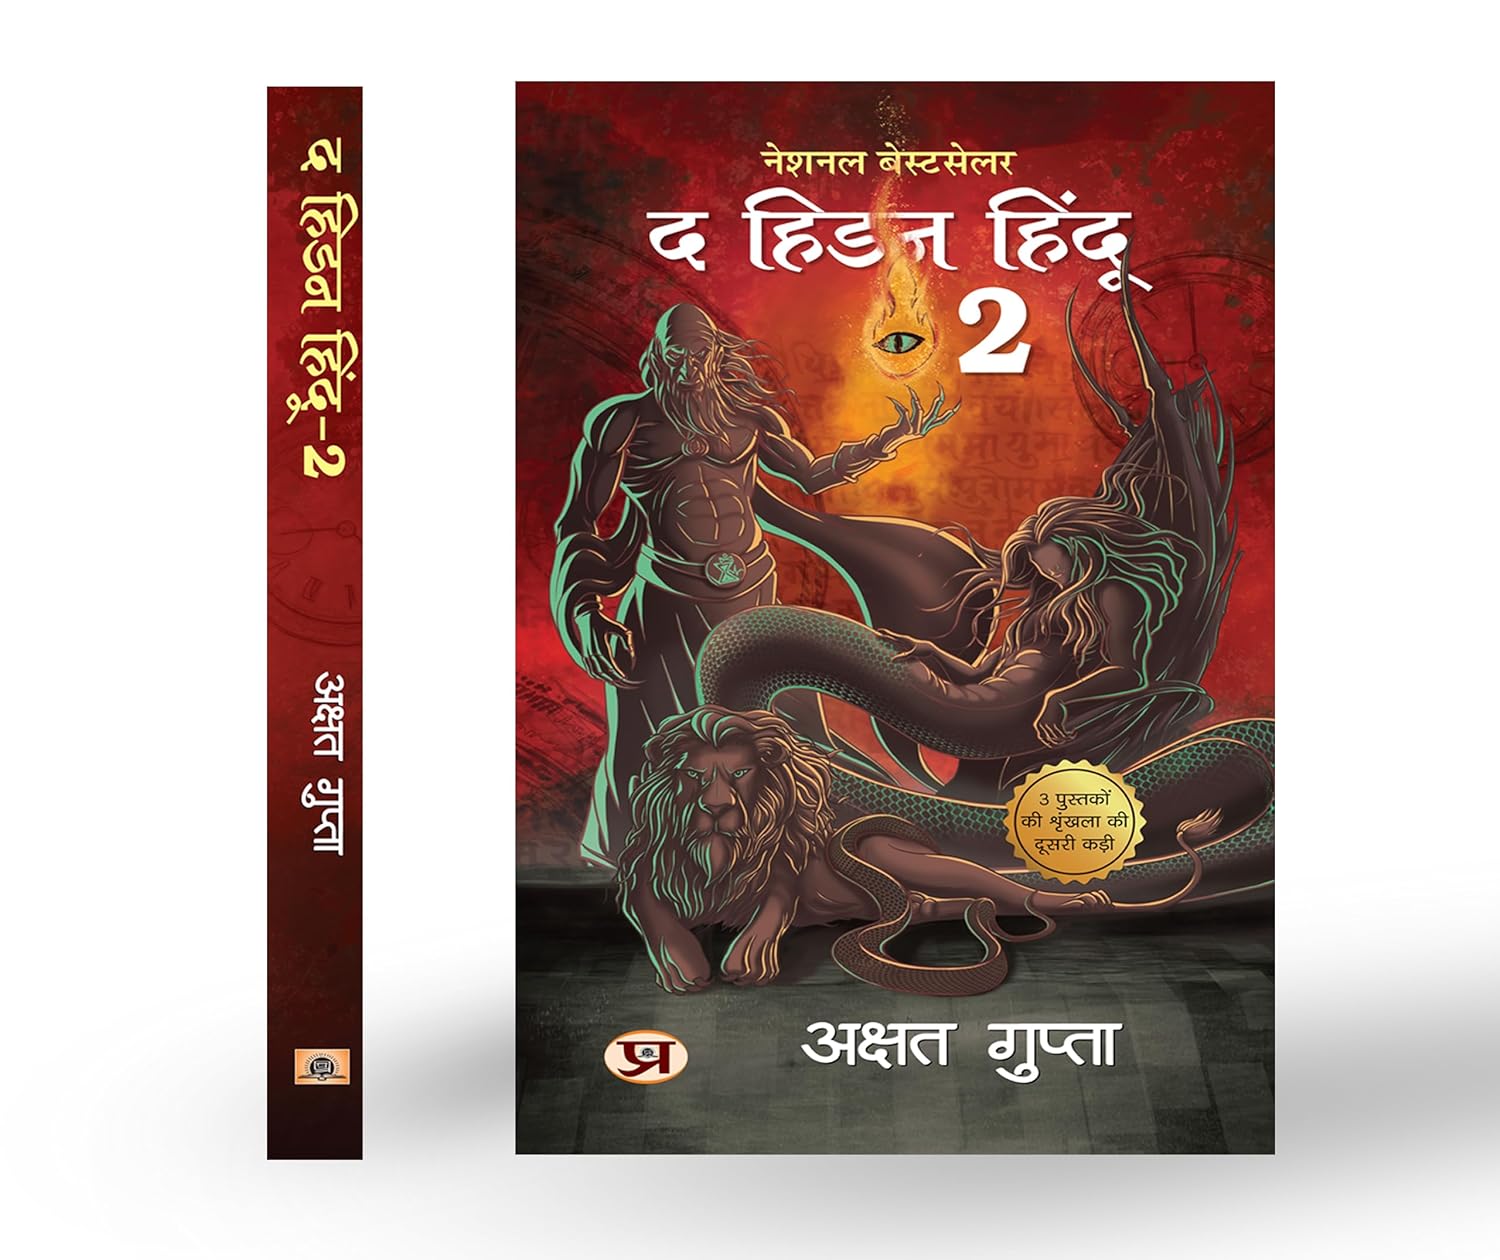 द हिडन हिंदू-2
अक्षत गुप्ता
नेशनल बेस्टसेलर
द हिडन हिंदू
2
3 पुस्तकों
की श्रृंखला की
दूसरी कड़ी
अक्षत गुप्ता
प्र